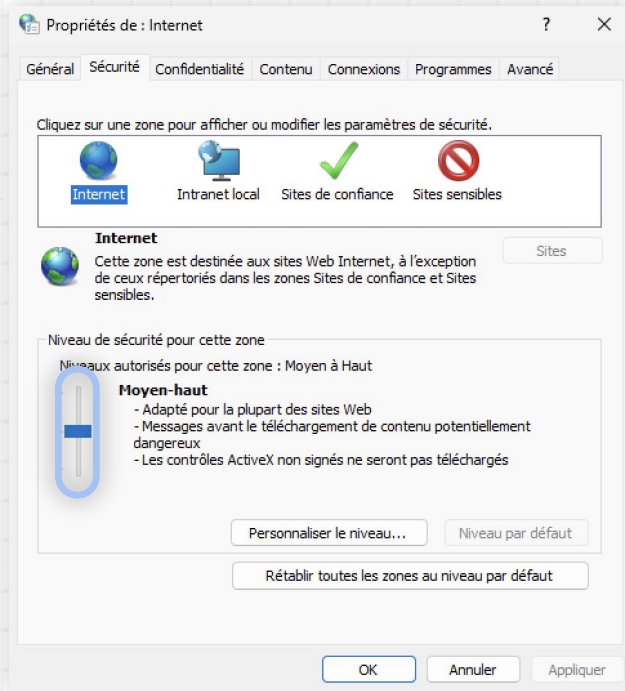 Propriétés de : Internet ? ×
Général Sécurité Confidentialité Contenu Connexions Programmes Avancé
Cliquez sur une zone pour afficher ou modifier les paramètres de sécurité.
Internet Intranet local Sites de confiance Sites sensibles
Internet
Cette zone est destinée aux sites Web Internet, à l'exception
de ceux répertoriés dans les zones Sites de confiance et Sites
sensibles.
Sites
Niveau de sécurité pour cette zone
Niveaux autorisés pour cette zone : Moyen à Haut
Moyen-haut
- Adapté pour la plupart des sites Web
- Messages avant le téléchargement de contenu potentiellement
dangereux
- Les contrôles ActiveX non signés ne seront pas téléchargés
Personnaliser le niveau... Niveau par défaut
Rétablir toutes les zones au niveau par défaut
OK Annuler Appliquer